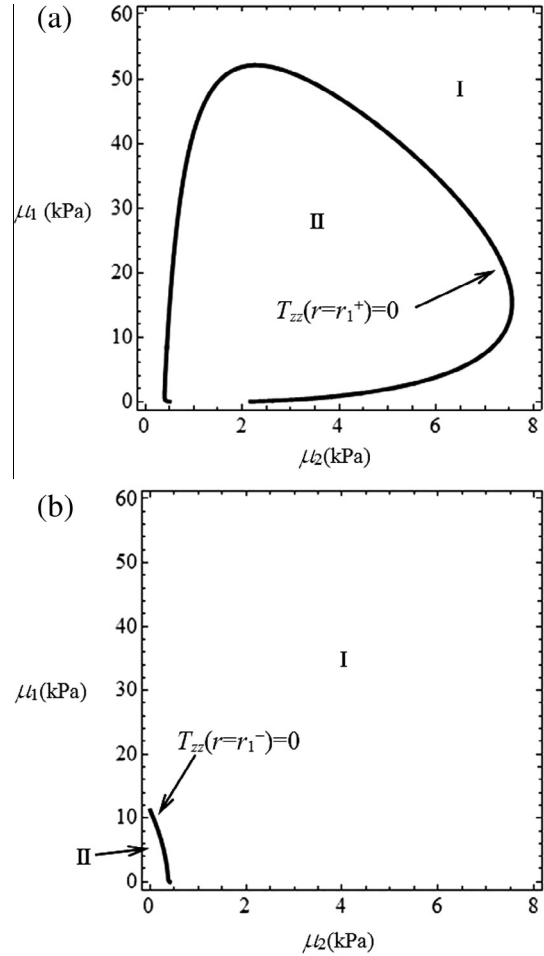 (a)
60
50
40
30
20
10
0
μ1 (kPa)
I
II
Tzz(r=r1+)=0
0 2 4 6 8
μ2(kPa)
(b)
60
50
40
30
20
10
0
μ1(kPa)
I
Tzz(r=r1−)=0
II
0 2 4 6 8
μ2(kPa)